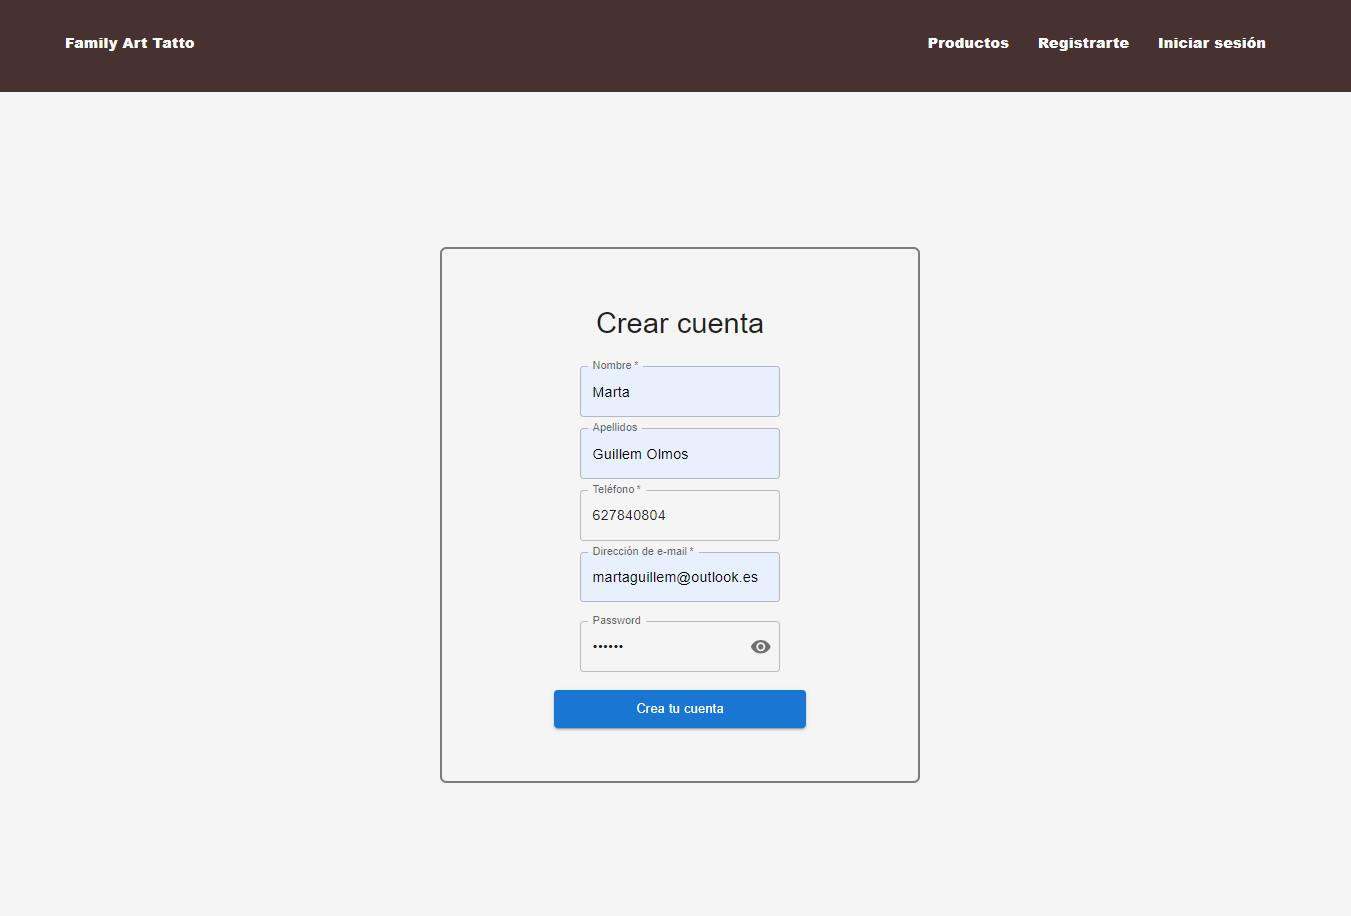 Family Art Tatto
Productos Registrarte Iniciar sesión
Crear cuenta
Nombre *
Marta
Apellidos
Guillem Olmos
Teléfono *
627840804
Dirección de e-mail *
martaguillem@outlook.es
Password
••••••
Crea tu cuenta